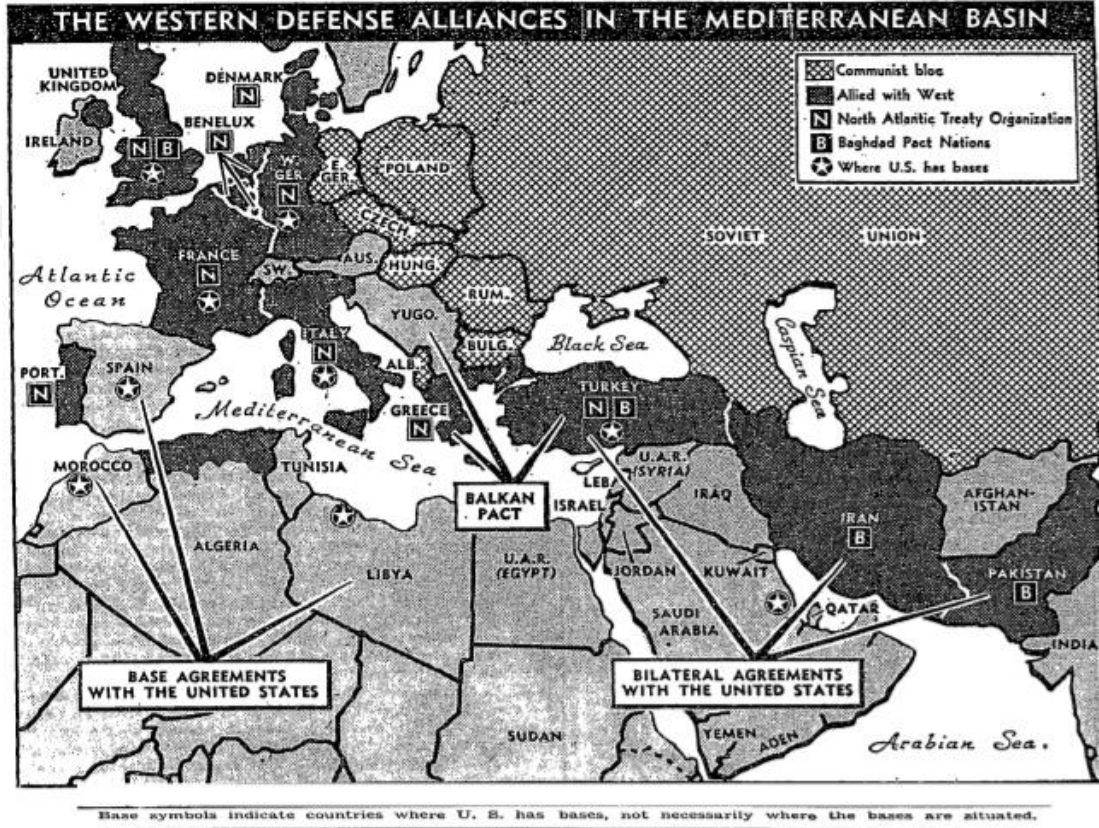 THE WESTERN DEFENSE ALLIANCES IN THE MEDITERRANEAN BASIN
Communist bloc
Allied with West
N North Atlantic Treaty Organization
B Baghdad Pact Nations
Where U.S. has bases
UNITED
KINGDOM
N B
IRELAND
DENMARK
N
BENELUX
N
W.
GER.
N
E.
GER.
POLAND
CZECH.
SOVIET UNION
FRANCE
N
SW.
AUS.
HUNG.
Atlantic
Ocean
RUM.
YUGO.
BULG.
Black Sea
Caspian Sea
ITALY
N
ALB.
PORT.
N
SPAIN
GREECE
N
TURKEY
N B
Mediterranean Sea
MOROCCO
TUNISIA
ALGERIA
LIBYA
BALKAN
PACT
U.A.R.
(SYRIA)
LEB.
ISRAEL
IRAQ
JORDAN
KUWAIT
U.A.R.
(EGYPT)
SAUDI
ARABIA
QATAR
IRAN
B
AFGHAN-
ISTAN
PAKISTAN
B
INDIA
BASE AGREEMENTS
WITH THE UNITED STATES
BILATERAL AGREEMENTS
WITH THE UNITED STATES
SUDAN
YEMEN
ADEN
Arabian Sea.
Base symbols indicate countries where U. S. has bases, not necessarily where the bases are situated.